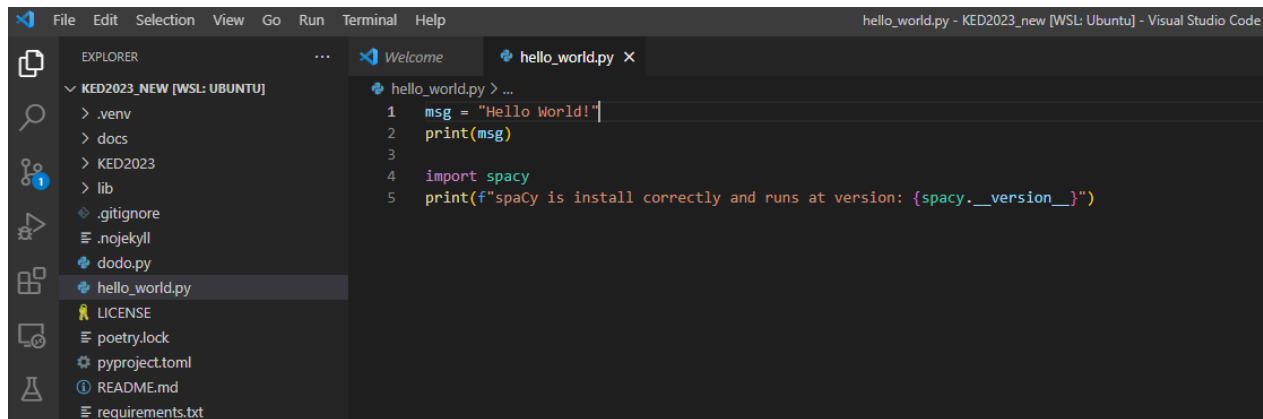 File Edit Selection View Go Run Terminal Help hello_world.py - KED2023_new [WSL: Ubuntu] - Visual Studio Code
EXPLORER ...
KED2023_NEW [WSL: UBUNTU]
.venv
docs
KED2023
lib
.gitignore
.nojekyll
dodo.py
hello_world.py
LICENSE
poetry.lock
pyproject.toml
README.md
requirements.txt
1
Welcome hello_world.py
hello_world.py > ...
1 msg = "Hello World!"
2 print(msg)
3
4 import spacy
5 print(f"spaCy is install correctly and runs at version: {spacy.__version__}")